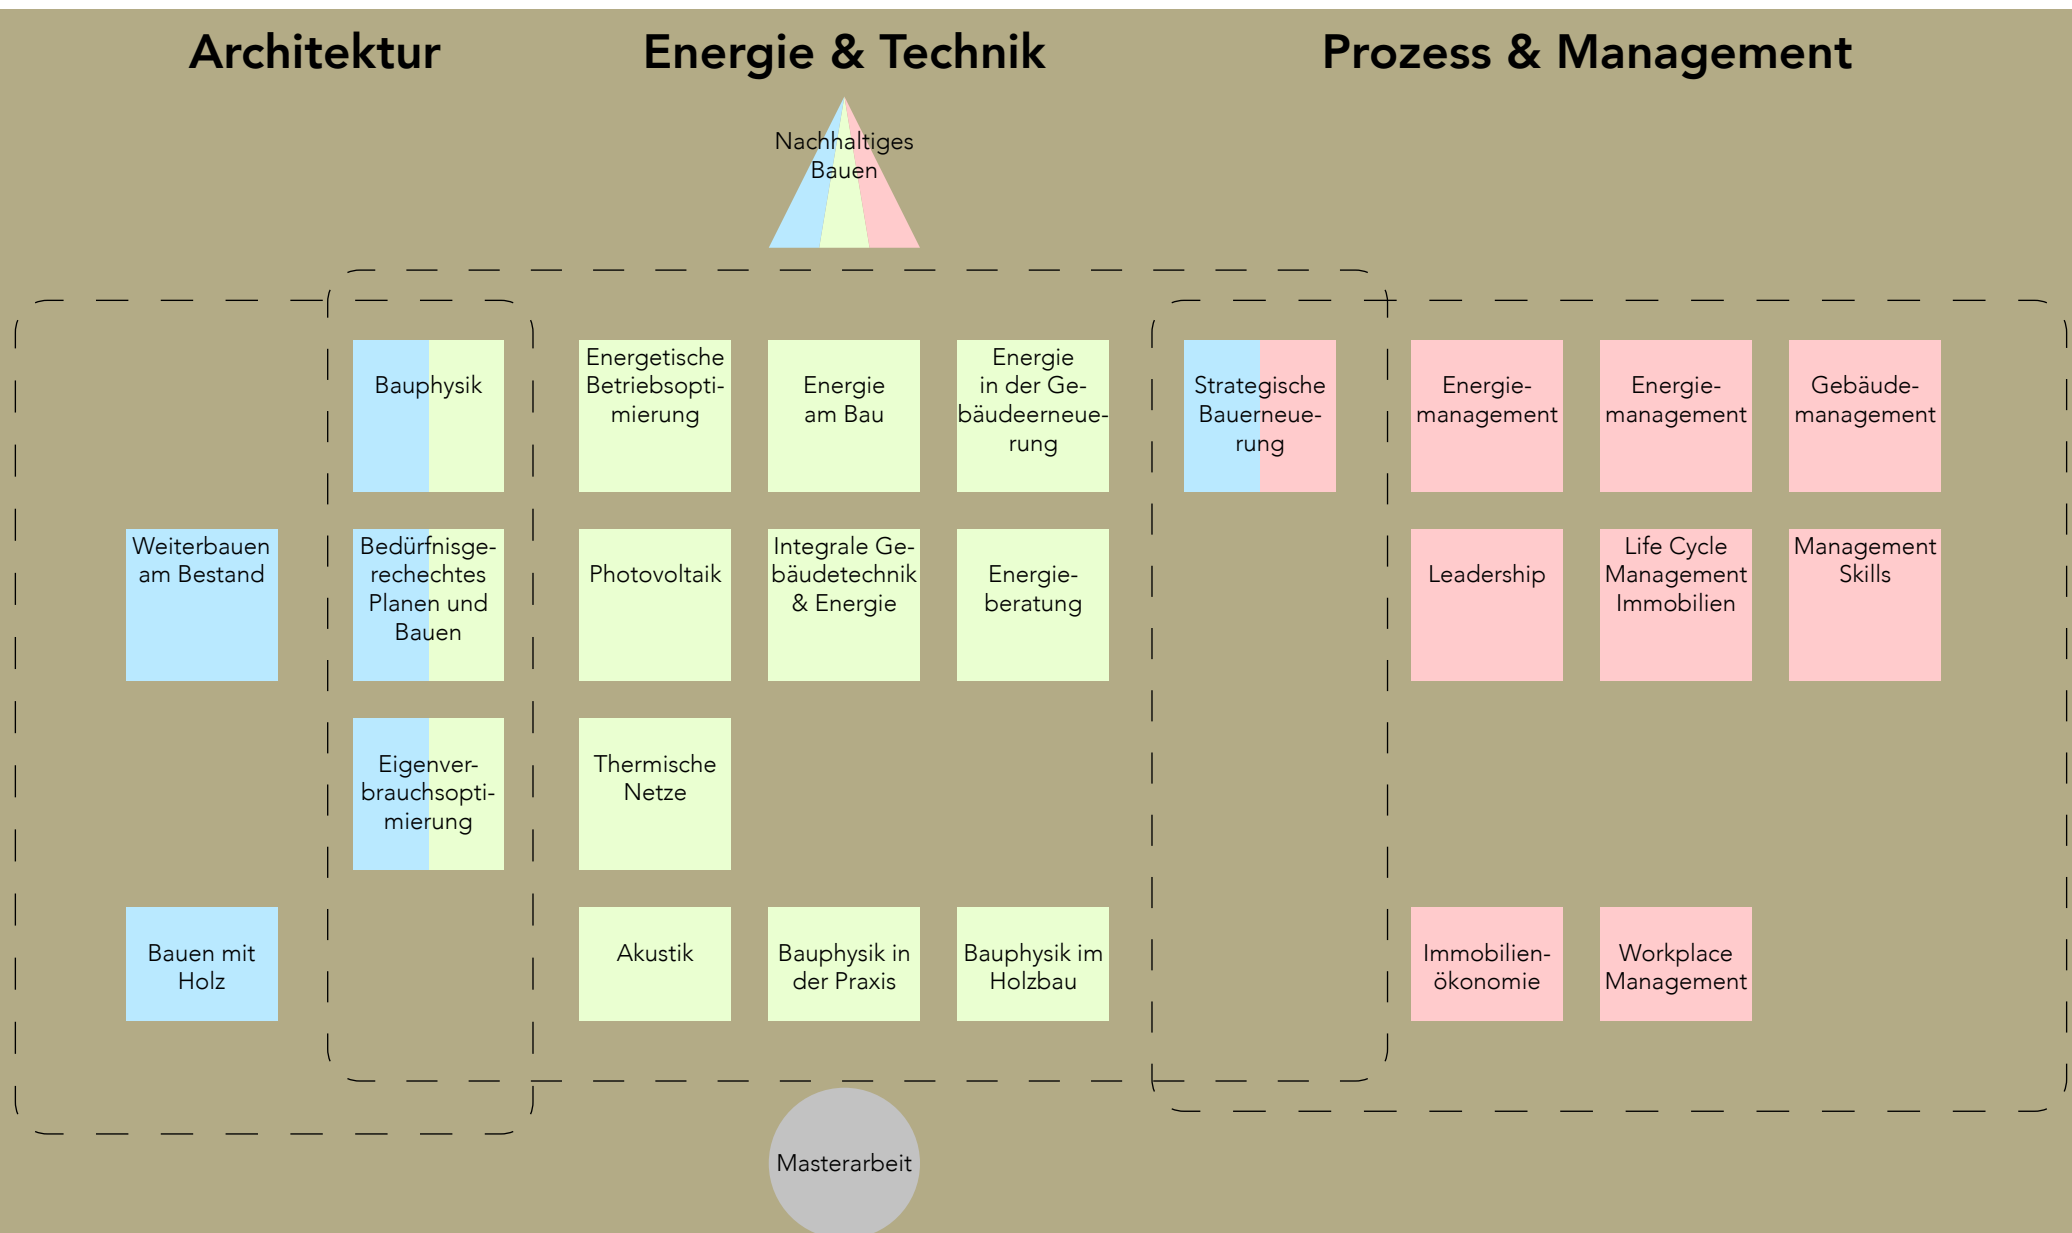 Architektur
Energie & Technik
Prozess & Management
Nachhaltiges
Bauen
Bauphysik
Energetische
Betriebsopti-
mierung
Energie
am Bau
Energie
in der Ge-
bäudeerneue-
rung
Strategische
Bauerneue-
rung
Energie-
management
Energie-
management
Gebäude-
management
Weiterbauen
am Bestand
Bedürfnisge-
rechechtes
Planen und
Bauen
Photovoltaik
Integrale Ge-
bäudetechnik
& Energie
Energie-
beratung
Leadership
Life Cycle
Management
Immobilien
Management
Skills
Eigenver-
brauchsopti-
mierung
Thermische
Netze
Bauen mit
Holz
Akustik
Bauphysik in
der Praxis
Bauphysik im
Holzbau
Immobilien-
ökonomie
Workplace
Management
Masterarbeit